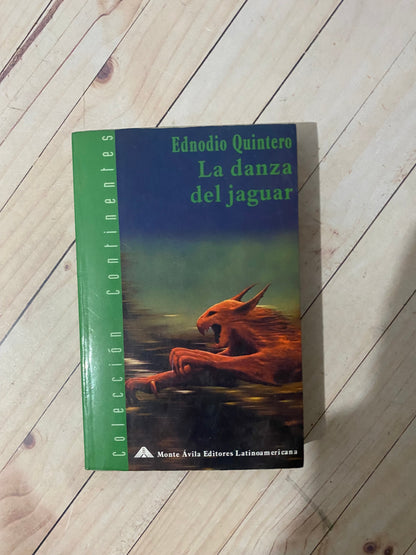 Ednodio Quintero
La danza
del jaguar
Colección Continentes
Monte Ávila Editores Latinoamericana